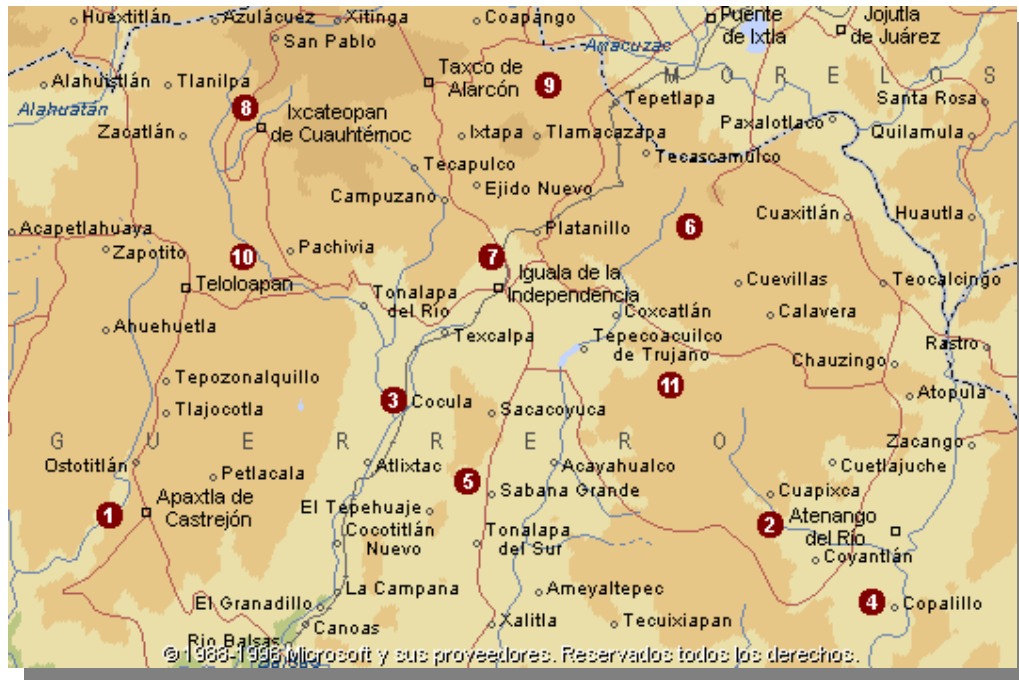 Huextitlán
Azulácuez
Xitinga
Coapango
Puente
de Ixtla
Jojutla
de Juárez
San Pablo
Amacuzac
Alahuistlán
Tlanilpa
Taxco de
Alarcón
9
M O R E L O S
Alahuatán
8
Ixcateopan
de Cuauhtémoc
Tepetlapa
Santa Rosa
Zacatlán
Ixtapa
Tlamacazapa
Paxalotlaco
Quilamula
Tecapulco
Tecascamulco
Campuzano
Ejido Nuevo
Acapetlahuaya
Platanillo
6
Cuaxitlán
Huautla
Zapotito
10
Pachivia
7
Teloloapan
Iguala de la
Independencia
Cuevillas
Teocalcingo
Tonalapa
del Río
Coxcatlán
Calavera
Ahuehuetla
Texcalpa
Tepecoacuilco
de Trujano
Rastro
Chauzingo
Tepozonalquillo
11
Atopula
Tlajocotla
3
Cocula
Sacacoyuca
G U E R R E R O
Zacango
Ostotitlán
Petlacala
Atlixtac
Acayahualco
Cuetlajuche
5
Apaxtla de
Castrejón
Sabana Grande
Cuapixca
1
El Tepehuaje
2
Atenango
del Río
Cocotitlán
Nuevo
Tonalapa
del Sur
Coyantlán
La Campana
Ameyaltepec
El Granadillo
4
Copalillo
Canoas
Xalitla
Tecuixiapan
Rio Balsas
Balsas
© 1988-1996 Microsoft y sus proveedores. Reservados todos los derechos.